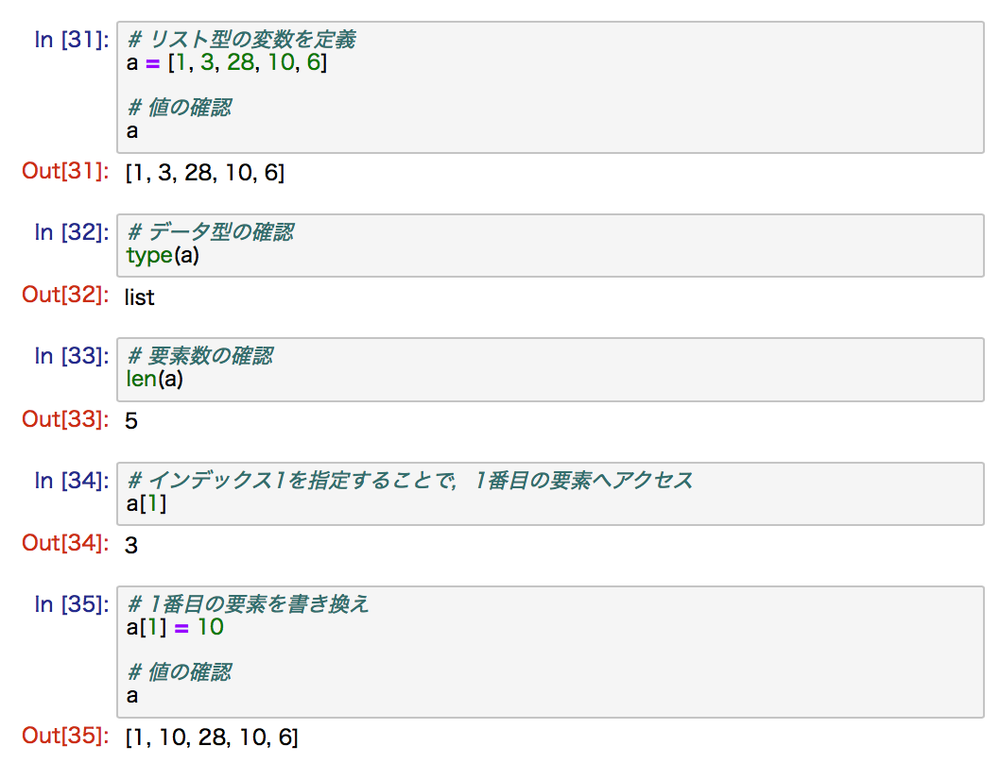 In [31]: # リスト型の変数を定義
a = [1, 3, 28, 10, 6]
# 値の確認
a
Out[31]: [1, 3, 28, 10, 6]
In [32]: # データ型の確認
type(a)
Out[32]: list
In [33]: # 要素数の確認
len(a)
Out[33]: 5
In [34]: # インデックス1を指定することで，1番目の要素へアクセス
a[1]
Out[34]: 3
In [35]: # 1番目の要素を書き換え
a[1] = 10
# 値の確認
a
Out[35]: [1, 10, 28, 10, 6]